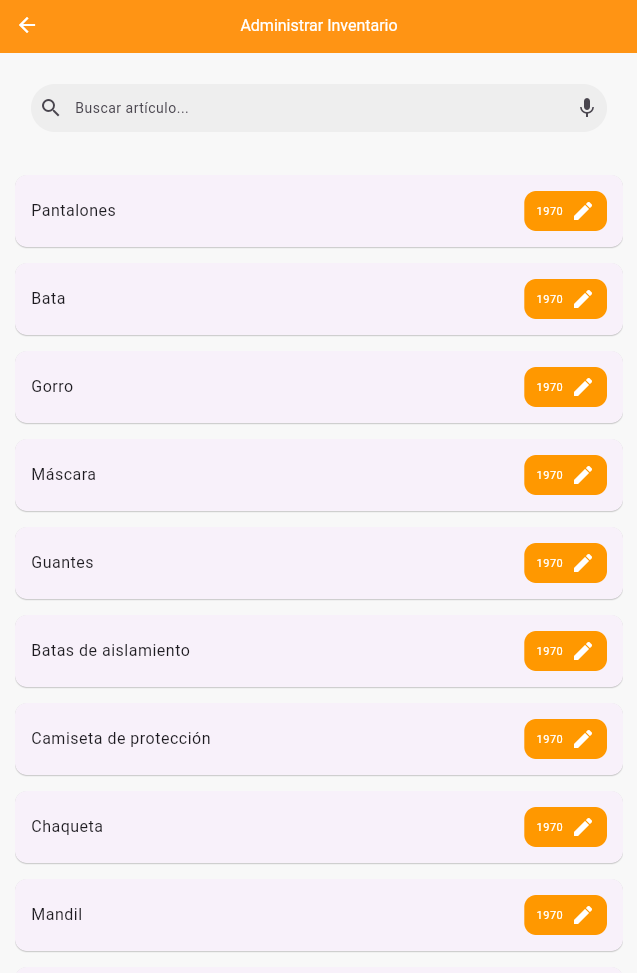 Administrar Inventario
Buscar artículo...
Pantalones
1970
Bata
1970
Gorro
1970
Máscara
1970
Guantes
1970
Batas de aislamiento
1970
Camiseta de protección
1970
Chaqueta
1970
Mandil
1970